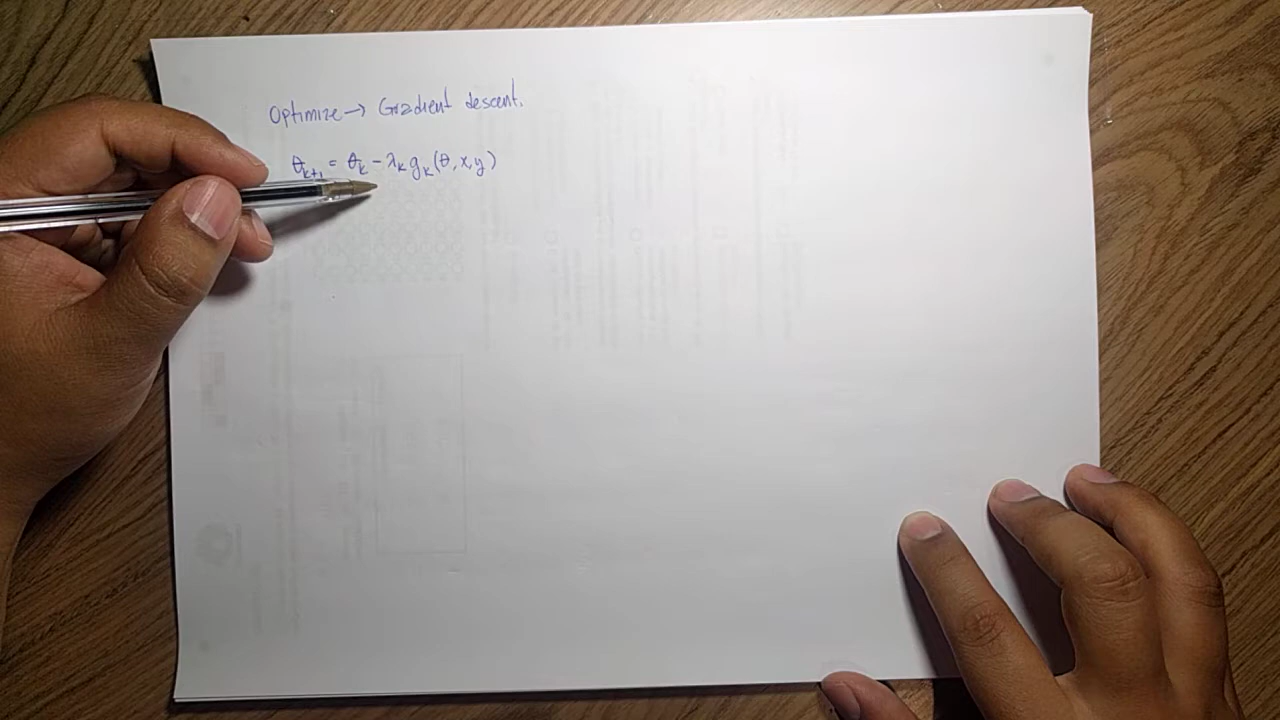 Optimize → Gradient descent.
θₖ₊₁ = θₖ − λₖ gₖ(θ, x, y)